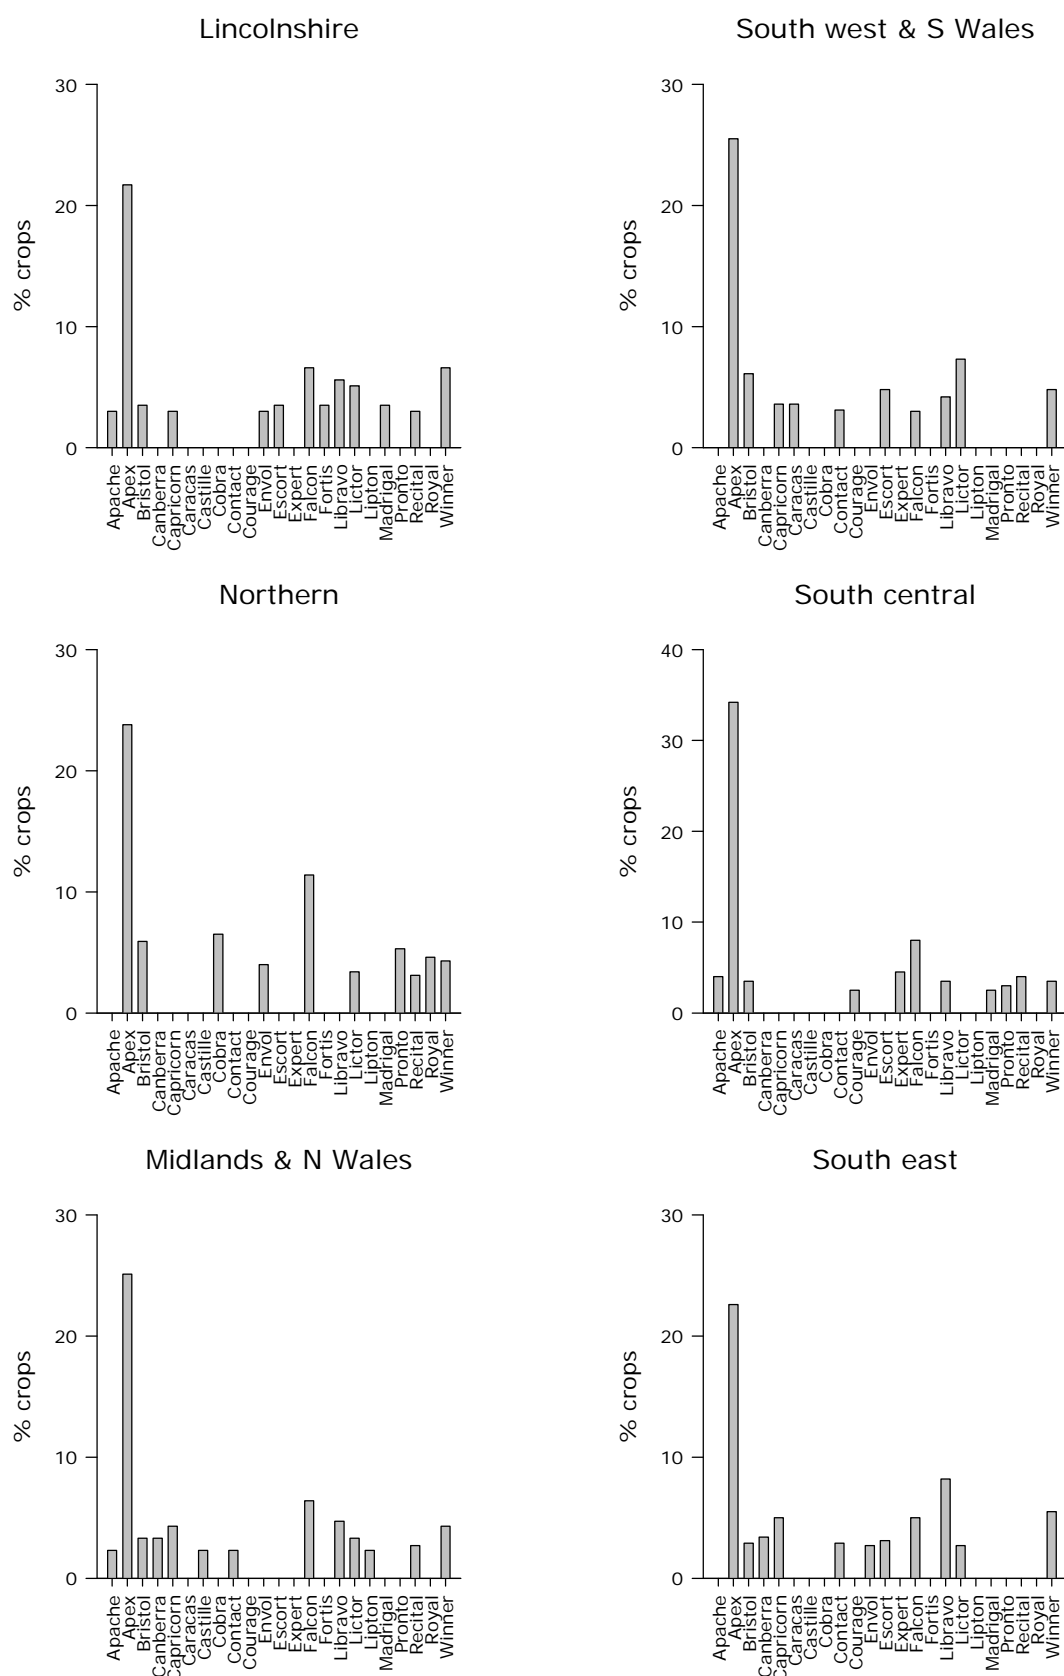 Lincolnshire
30
20
10
0
% crops
Apache
Apex
Bristol
Canberra
Capricorn
Caracas
Castille
Cobra
Contact
Courage
Envol
Escort
Expert
Falcon
Fortis
Libravo
Lictor
Lipton
Madrigal
Pronto
Recital
Royal
Winner
South west & S Wales
30
20
10
0
% crops
Apache
Apex
Bristol
Canberra
Capricorn
Caracas
Castille
Cobra
Contact
Courage
Envol
Escort
Expert
Falcon
Fortis
Libravo
Lictor
Lipton
Madrigal
Pronto
Recital
Royal
Winner
Northern
30
20
10
0
% crops
Apache
Apex
Bristol
Canberra
Capricorn
Caracas
Castille
Cobra
Contact
Courage
Envol
Escort
Expert
Falcon
Fortis
Libravo
Lictor
Lipton
Madrigal
Pronto
Recital
Royal
Winner
South central
40
30
20
10
0
% crops
Apache
Apex
Bristol
Canberra
Capricorn
Caracas
Castille
Cobra
Contact
Courage
Envol
Escort
Expert
Falcon
Fortis
Libravo
Lictor
Lipton
Madrigal
Pronto
Recital
Royal
Winner
Midlands & N Wales
30
20
10
0
% crops
Apache
Apex
Bristol
Canberra
Capricorn
Caracas
Castille
Cobra
Contact
Courage
Envol
Escort
Expert
Falcon
Fortis
Libravo
Lictor
Lipton
Madrigal
Pronto
Recital
Royal
Winner
South east
30
20
10
0
% crops
Apache
Apex
Bristol
Canberra
Capricorn
Caracas
Castille
Cobra
Contact
Courage
Envol
Escort
Expert
Falcon
Fortis
Libravo
Lictor
Lipton
Madrigal
Pronto
Recital
Royal
Winner